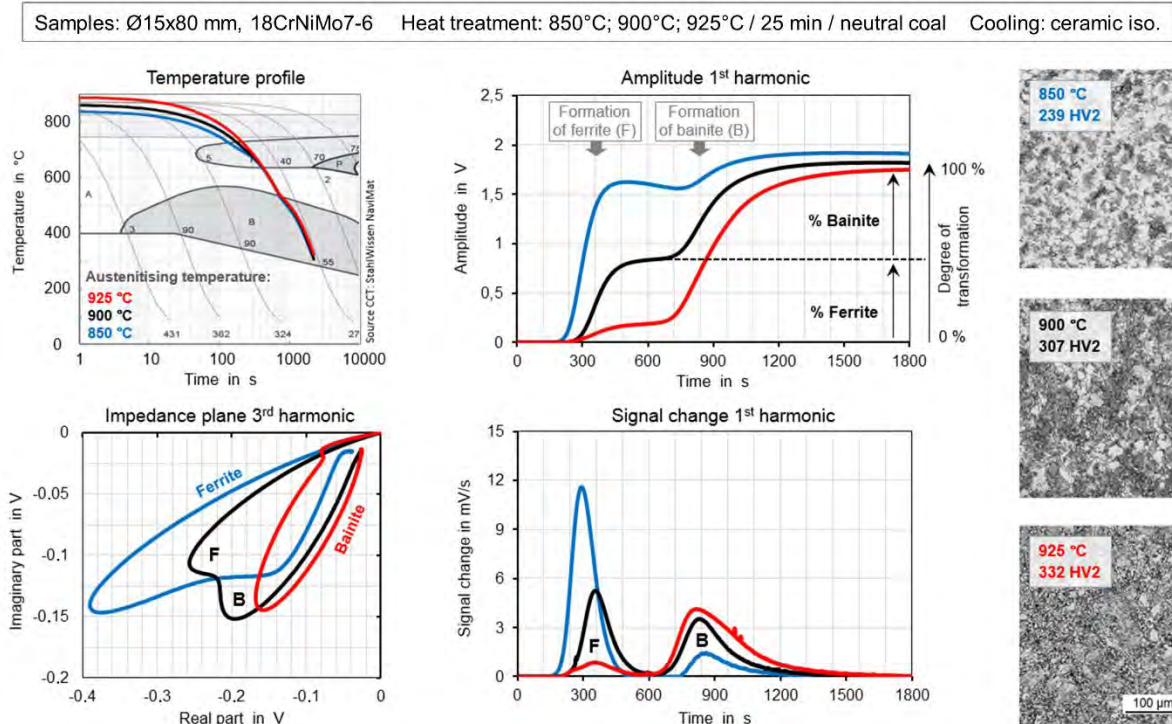 Samples: Ø15x80 mm, 18CrNiMo7-6 Heat treatment: 850°C; 900°C; 925°C / 25 min / neutral coal Cooling: ceramic iso.
Temperature profile
Temperature in °C
800
600
400
200
0
1
10
100
1000
10000
Time in s
A
5
F
40
70
75
P
2
3
90
B
90
55
431
362
324
27
Austenitising temperature:
925 °C
900 °C
850 °C
Source CCT: StahlWissen NaviMat
Amplitude 1st harmonic
Amplitude in V
2,5
2
1,5
1
0,5
0
0
300
600
900
1200
1500
1800
Time in s
Formation
of ferrite (F)
Formation
of bainite (B)
% Bainite
% Ferrite
100 %
0 %
Degree of
transformation
850 °C
239 HV2
900 °C
307 HV2
925 °C
332 HV2
100 µm
Impedance plane 3rd harmonic
Imaginary part in V
0
-0,05
-0,1
-0,15
-0,2
-0,4
-0,3
-0,2
-0,1
0
Real part in V
Ferrite
F
B
Bainite
Signal change 1st harmonic
Signal change in mV/s
15
12
9
6
3
0
0
300
600
900
1200
1500
1800
Time in s
F
B